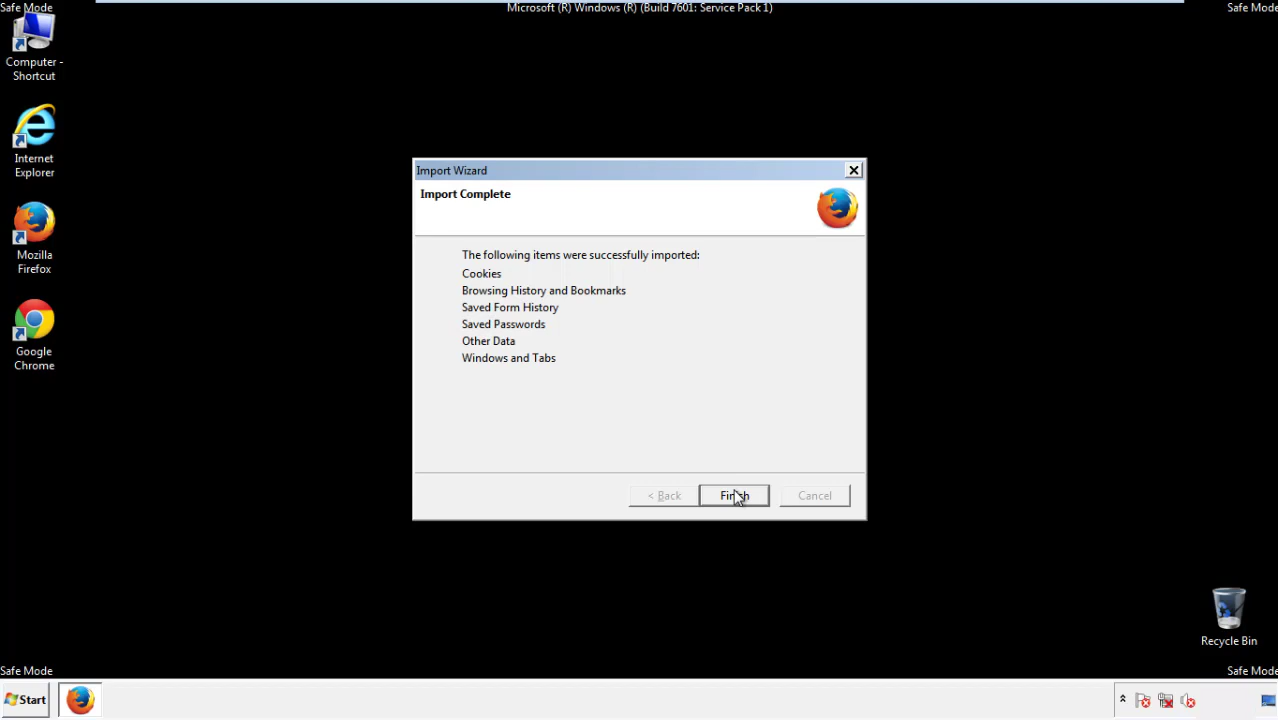 Safe Mode
Microsoft (R) Windows (R) (Build 7601: Service Pack 1)
Safe Mode
Computer -
Shortcut
Internet
Explorer
Mozilla
Firefox
Google
Chrome
Import Wizard
Import Complete
The following items were successfully imported:
Cookies
Browsing History and Bookmarks
Saved Form History
Saved Passwords
Other Data
Windows and Tabs
< Back
Finish
Cancel
Recycle Bin
Safe Mode
Safe Mode
Start